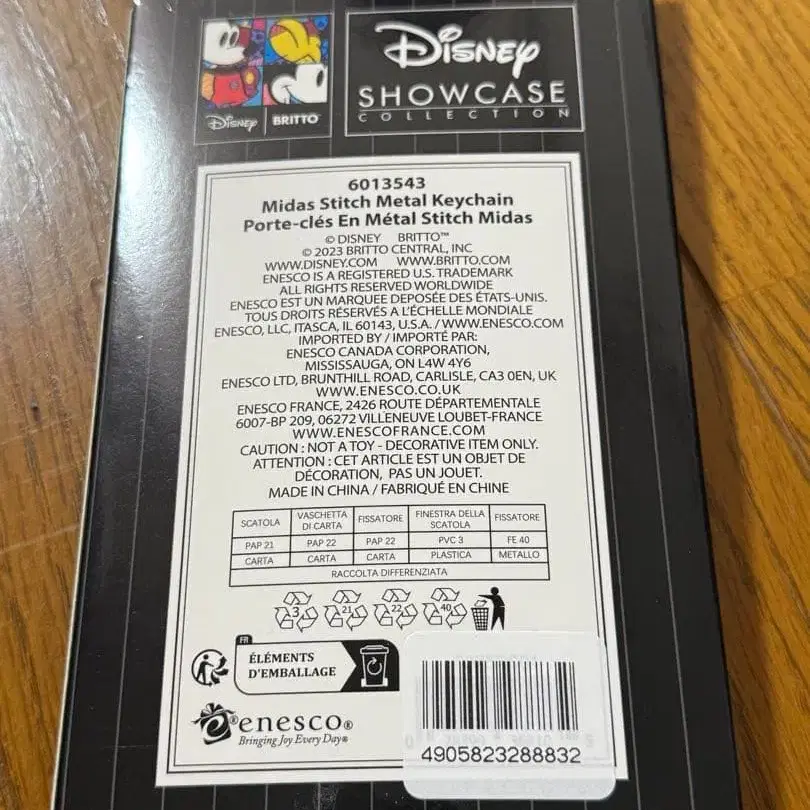 Disney | BRITTO
Disney
SHOWCASE
COLLECTION
6013543
Midas Stitch Metal Keychain
Porte-clés En Métal Stitch Midas
© DISNEY BRITTO™
© 2023 BRITTO CENTRAL, INC
WWW.DISNEY.COM WWW.BRITTO.COM
ENESCO IS A REGISTERED U.S. TRADEMARK
ALL RIGHTS RESERVED WORLDWIDE
ENESCO EST UN MARQUEE DEPOSÉE DES ÉTATS-UNIS.
TOUS DROITS RÉSERVÉS A L'ÉCHELLE MONDIALE
ENESCO, LLC, ITASCA, IL 60143, U.S.A. / WWW.ENESCO.COM
IMPORTED BY / IMPORTÉ PAR:
ENESCO CANADA CORPORATION,
MISSISSAUGA, ON L4W 4Y6
ENESCO LTD, BRUNTHILL ROAD, CARLISLE, CA3 0EN, UK
WWW.ENESCO.CO.UK
ENESCO FRANCE, 2426 ROUTE DÉPARTEMENTALE
6007-BP 209, 06272 VILLENEUVE LOUBET-FRANCE
WWW.ENESCOFRANCE.COM
CAUTION : NOT A TOY - DECORATIVE ITEM ONLY.
ATTENTION : CET ARTICLE EST UN OBJET DE
DÉCORATION, PAS UN JOUET.
MADE IN CHINA / FABRIQUÉ EN CHINE
SCATOLA VASCHETTA DI CARTA FISSATORE FINESTRA DELLA SCATOLA FISSATORE
PAP 21 PAP 22 PAP 22 PVC 3 FE 40
CARTA CARTA CARTA PLASTICA METALLO
RACCOLTA DIFFERENZIATA
3 21 22 40
FR
ÉLÉMENTS
D'EMBALLAGE
enesco®
Bringing Joy Every Day®
4905823288832